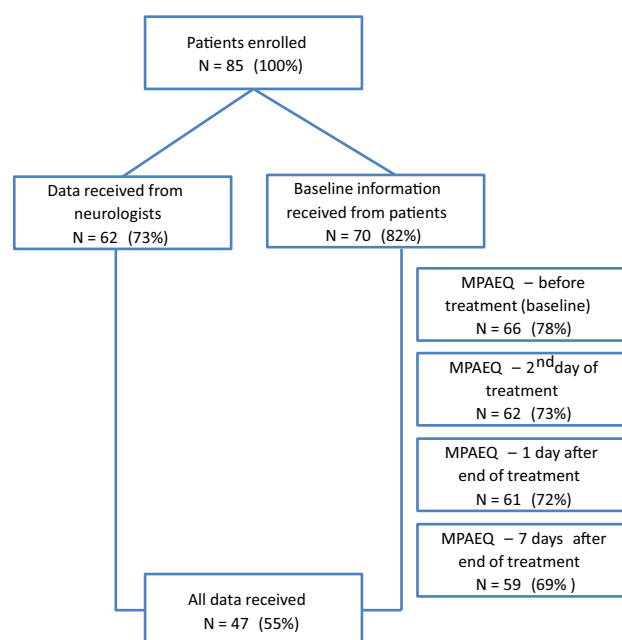 Patients enrolled
N = 85 (100%)
Data received from
neurologists
N = 62 (73%)
Baseline information
received from patients
N = 70 (82%)
MPAEQ – before
treatment (baseline)
N = 66 (78%)
MPAEQ – 2nd day of
treatment
N = 62 (73%)
MPAEQ – 1 day after
end of treatment
N = 61 (72%)
MPAEQ – 7 days after
end of treatment
N = 59 (69% )
All data received
N = 47 (55%)